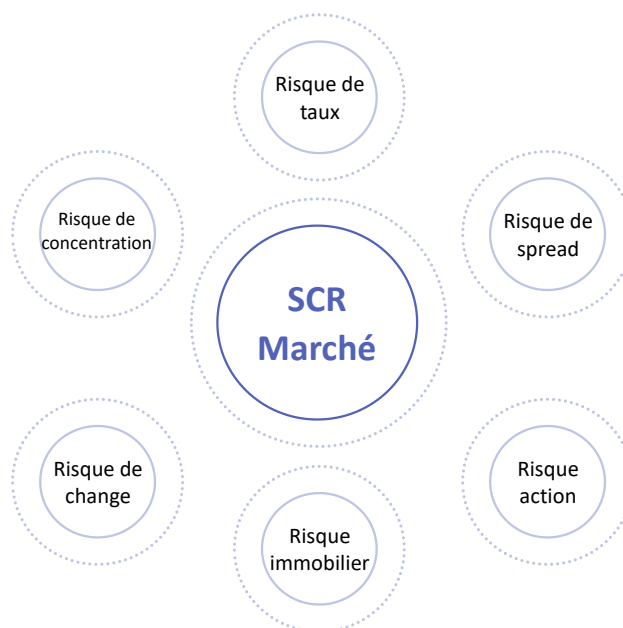 Risque de
taux
Risque de
concentration
Risque de
spread
SCR
Marché
Risque de
change
Risque
action
Risque
immobilier